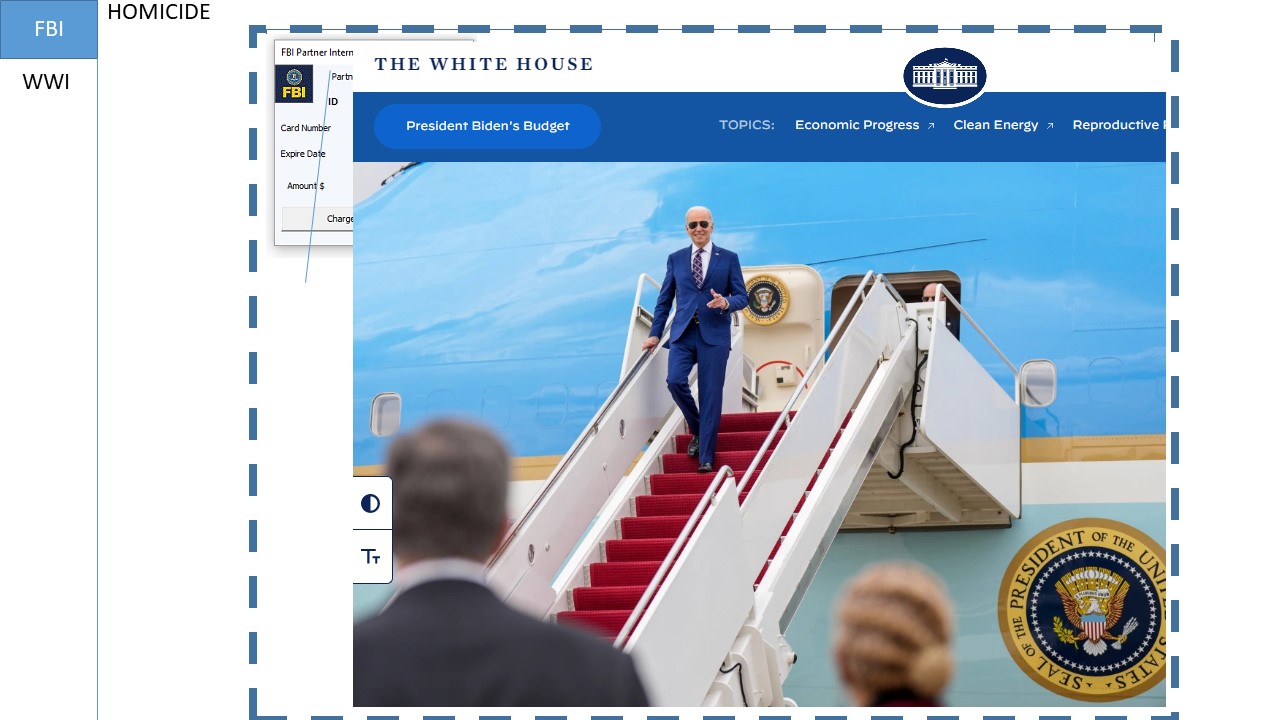 FBI
HOMICIDE
WWI
FBI Partner Intern
Partn
FBI
ID
Card Number
Expire Date
Amount $
Charge
THE WHITE HOUSE
President Biden's Budget
TOPICS:
Economic Progress
Clean Energy
Reproductive
Tт
SEAL OF THE PRESIDENT OF THE UNITED STATES